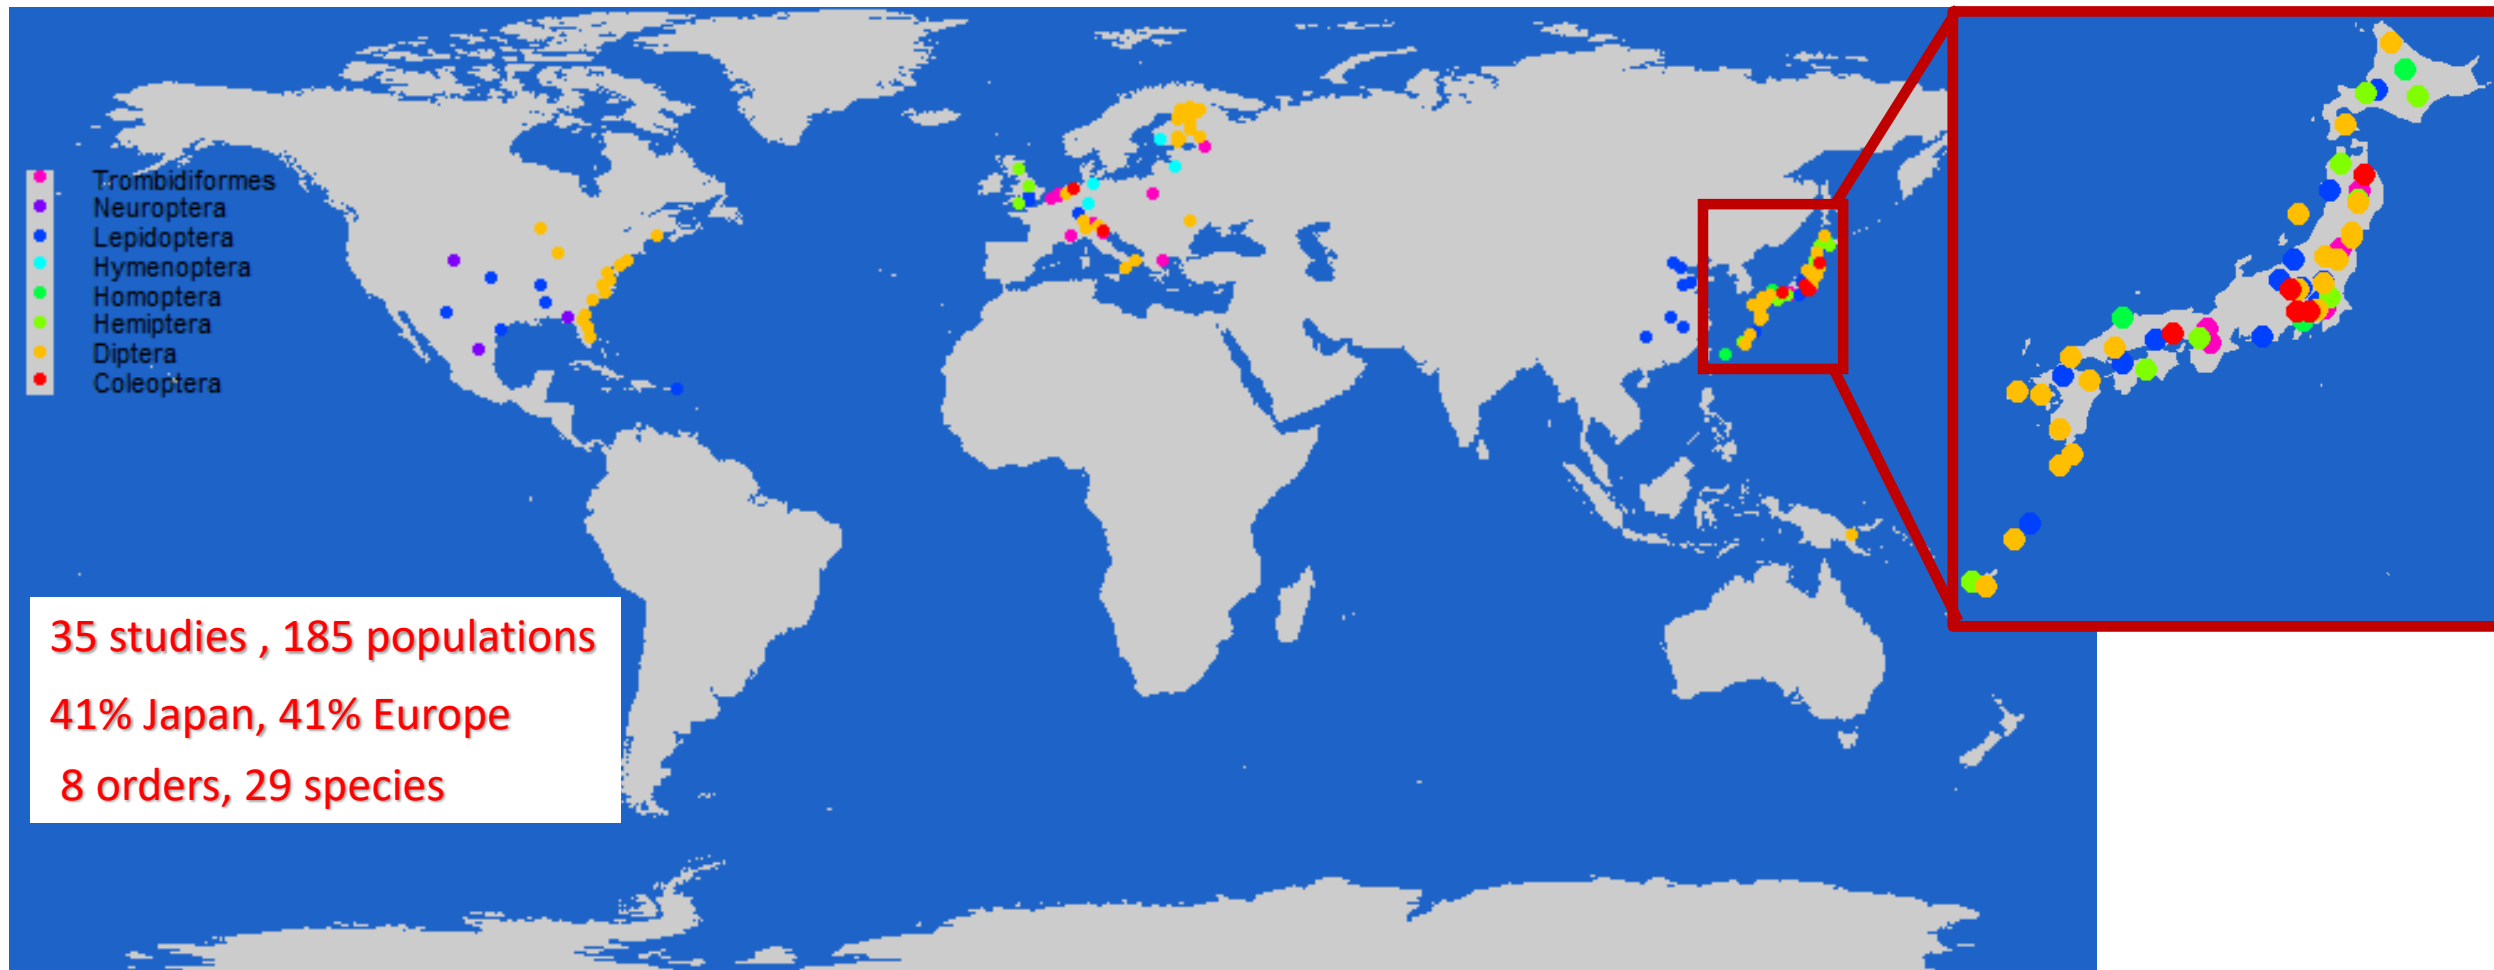 Trombidiformes
Neuroptera
Lepidoptera
Hymenoptera
Homoptera
Hemiptera
Diptera
Coleoptera
35 studies , 185 populations
41% Japan, 41% Europe
8 orders, 29 species